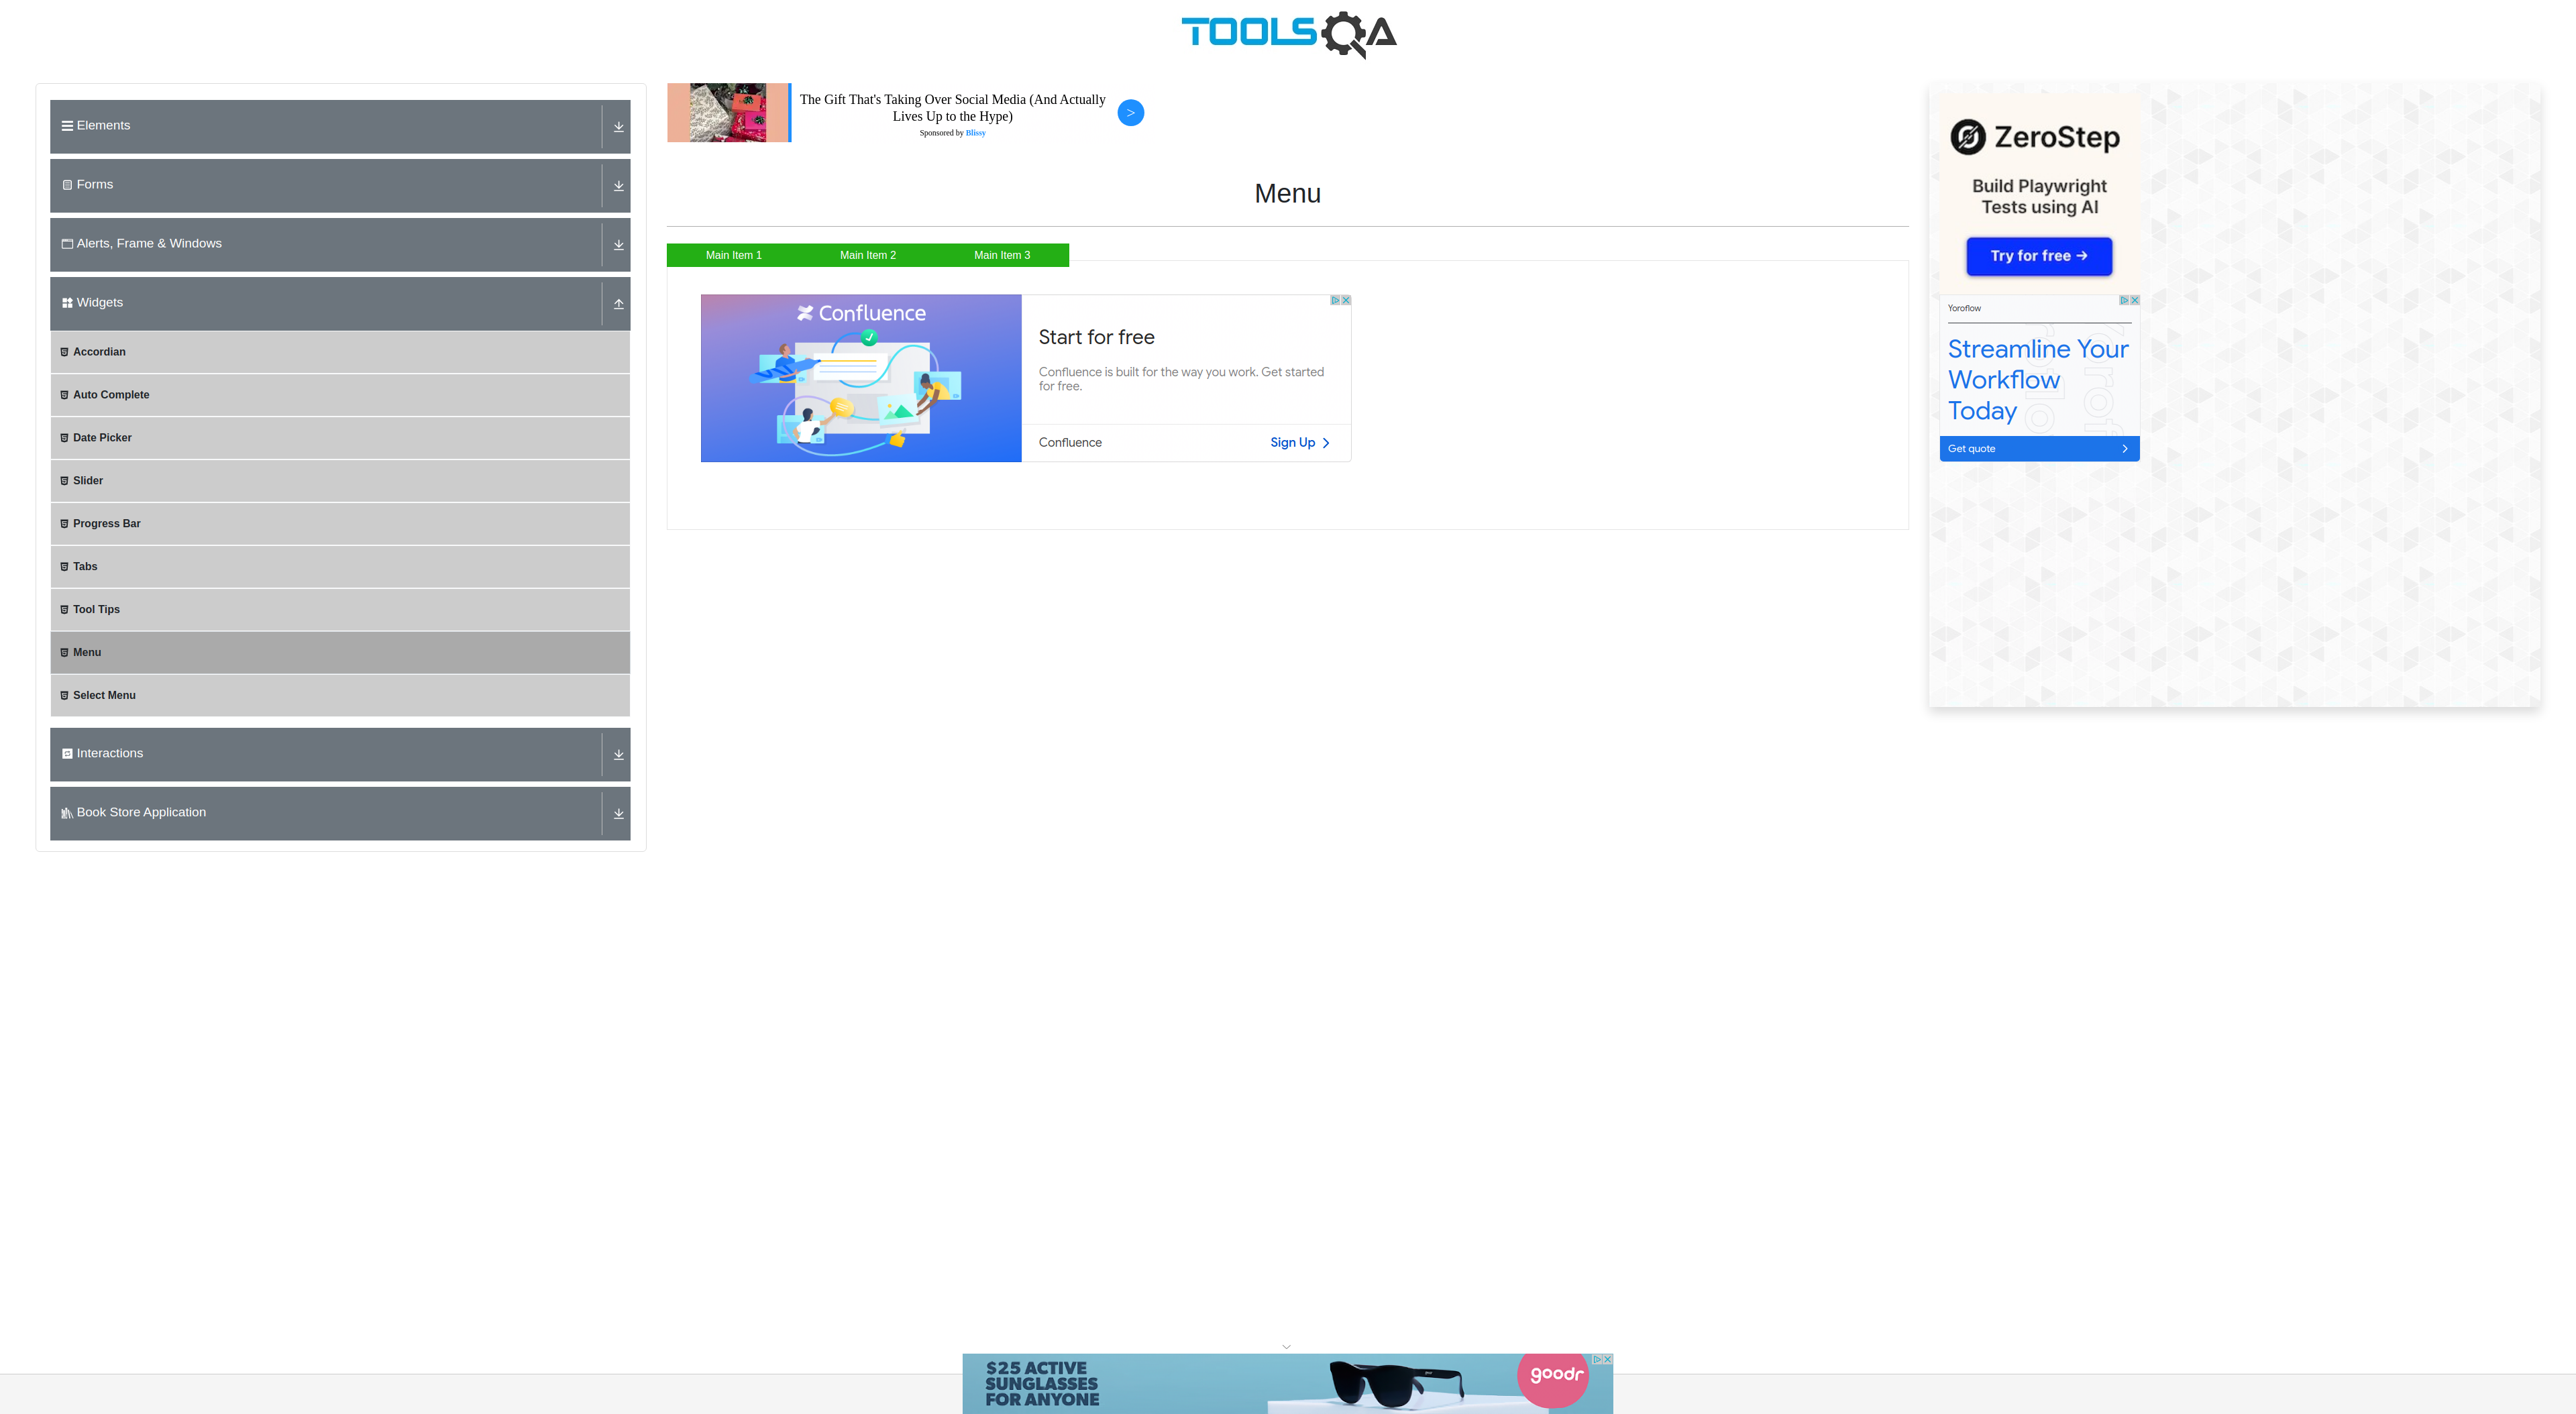 TOOLSQA
Elements
Forms
Alerts, Frame & Windows
Widgets
Accordian
Auto Complete
Date Picker
Slider
Progress Bar
Tabs
Tool Tips
Menu
Select Menu
Interactions
Book Store Application
The Gift That's Taking Over Social Media (And Actually
Lives Up to the Hype)
Sponsored by Blissy
>
Menu
Main Item 1
Main Item 2
Main Item 3
Confluence
Start for free
Confluence is built for the way you work. Get started
for free.
Confluence
Sign Up
ZeroStep
Build Playwright
Tests using AI
Try for free →
Yoroflow
Streamline Your
Workflow
Today
Get quote
$25 ACTIVE
SUNGLASSES
FOR ANYONE
goodr